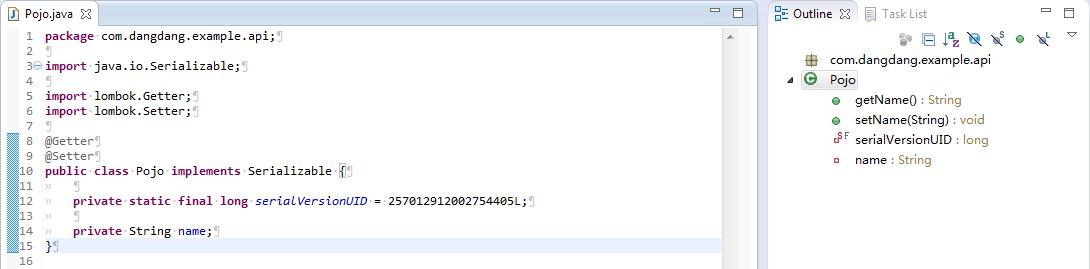 Pojo.java
1 package com.dangdang.example.api;
2
3 import java.io.Serializable;
4
5 import lombok.Getter;
6 import lombok.Setter;
7
8 @Getter
9 @Setter
10 public class Pojo implements Serializable {
11
12 private static final long serialVersionUID = 257012912002754405L;
13
14 private String name;
15 }
16
Outline Task List
com.dangdang.example.api
Pojo
getName() : String
setName(String) : void
serialVersionUID : long
name : String